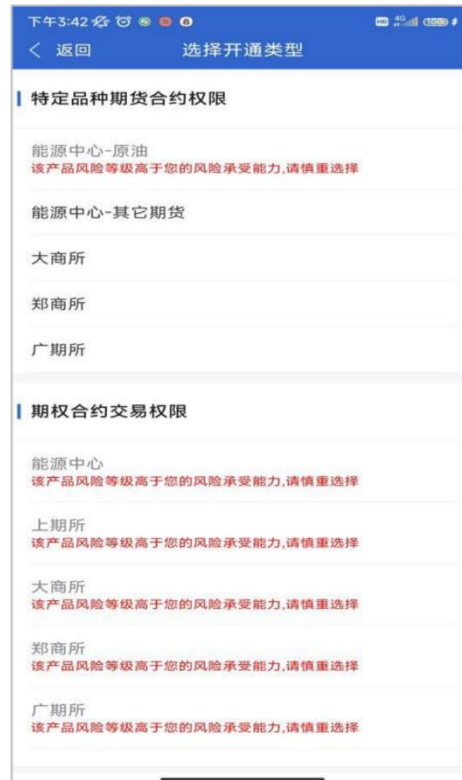 下午3:42
HD 4G 100
返回 选择开通类型
特定品种期货合约权限
能源中心-原油
该产品风险等级高于您的风险承受能力,请慎重选择
能源中心-其它期货
大商所
郑商所
广期所
期权合约交易权限
能源中心
该产品风险等级高于您的风险承受能力,请慎重选择
上期所
该产品风险等级高于您的风险承受能力,请慎重选择
大商所
该产品风险等级高于您的风险承受能力,请慎重选择
郑商所
该产品风险等级高于您的风险承受能力,请慎重选择
广期所
该产品风险等级高于您的风险承受能力,请慎重选择